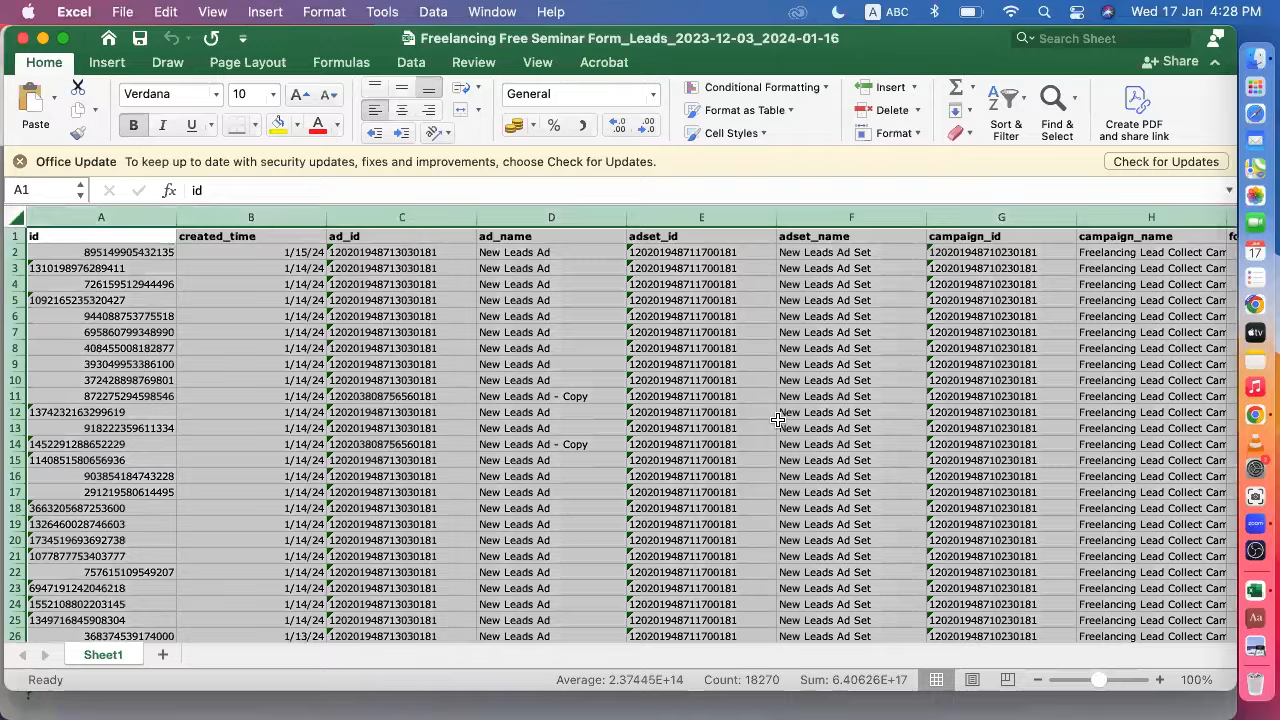 Excel File Edit View Insert Format Tools Data Window Help A ABC Wed 17 Jan 4:28 PM
Freelancing Free Seminar Form_Leads_2023-12-03_2024-01-16 Search Sheet
Home Insert Draw Page Layout Formulas Data Review View Acrobat Share
Paste Verdana 10 A A General Conditional Formatting Insert
B I U A Format as Table Delete
% Cell Styles Format Sort & Filter Find & Select Create PDF and share link
Office Update To keep up to date with security updates, fixes and improvements, choose Check for Updates. Check for Updates
A1 fx id
A B C D E F G H
1 id created_time ad_id ad_name adset_id adset_name campaign_id campaign_name fo
2 895149905432135 1/15/24 120201948713030181 New Leads Ad 120201948711700181 New Leads Ad Set 120201948710230181 Freelancing Lead Collect Cam
3 1310198976289411 1/14/24 120201948713030181 New Leads Ad 120201948711700181 New Leads Ad Set 120201948710230181 Freelancing Lead Collect Cam
4 726159512944496 1/14/24 120201948713030181 New Leads Ad 120201948711700181 New Leads Ad Set 120201948710230181 Freelancing Lead Collect Cam
5 1092165235320427 1/14/24 120201948713030181 New Leads Ad 120201948711700181 New Leads Ad Set 120201948710230181 Freelancing Lead Collect Cam
6 944088753775518 1/14/24 120201948713030181 New Leads Ad 120201948711700181 New Leads Ad Set 120201948710230181 Freelancing Lead Collect Cam
7 695860799348990 1/14/24 120201948713030181 New Leads Ad 120201948711700181 New Leads Ad Set 120201948710230181 Freelancing Lead Collect Cam
8 408455008182877 1/14/24 120201948713030181 New Leads Ad 120201948711700181 New Leads Ad Set 120201948710230181 Freelancing Lead Collect Cam
9 393049953386100 1/14/24 120201948713030181 New Leads Ad 120201948711700181 New Leads Ad Set 120201948710230181 Freelancing Lead Collect Cam
10 372428898769801 1/14/24 120201948713030181 New Leads Ad 120201948711700181 New Leads Ad Set 120201948710230181 Freelancing Lead Collect Cam
11 872275294598546 1/14/24 120203808756560181 New Leads Ad - Copy 120201948711700181 New Leads Ad Set 120201948710230181 Freelancing Lead Collect Cam
12 1374232163299619 1/14/24 120201948713030181 New Leads Ad 120201948711700181 New Leads Ad Set 120201948710230181 Freelancing Lead Collect Cam
13 918222359611334 1/14/24 120201948713030181 New Leads Ad 120201948711700181 New Leads Ad Set 120201948710230181 Freelancing Lead Collect Cam
14 1452291288652229 1/14/24 120203808756560181 New Leads Ad - Copy 120201948711700181 New Leads Ad Set 120201948710230181 Freelancing Lead Collect Cam
15 1140851580656936 1/14/24 120201948713030181 New Leads Ad 120201948711700181 New Leads Ad Set 120201948710230181 Freelancing Lead Collect Cam
16 903854184743228 1/14/24 120201948713030181 New Leads Ad 120201948711700181 New Leads Ad Set 120201948710230181 Freelancing Lead Collect Cam
17 291219580614495 1/14/24 120201948713030181 New Leads Ad 120201948711700181 New Leads Ad Set 120201948710230181 Freelancing Lead Collect Cam
18 3663205687253600 1/14/24 120201948713030181 New Leads Ad 120201948711700181 New Leads Ad Set 120201948710230181 Freelancing Lead Collect Cam
19 1326460028746603 1/14/24 120201948713030181 New Leads Ad 120201948711700181 New Leads Ad Set 120201948710230181 Freelancing Lead Collect Cam
20 1734519693692738 1/14/24 120201948713030181 New Leads Ad 120201948711700181 New Leads Ad Set 120201948710230181 Freelancing Lead Collect Cam
21 1077877753403777 1/14/24 120201948713030181 New Leads Ad 120201948711700181 New Leads Ad Set 120201948710230181 Freelancing Lead Collect Cam
22 757615109549207 1/14/24 120201948713030181 New Leads Ad 120201948711700181 New Leads Ad Set 120201948710230181 Freelancing Lead Collect Cam
23 6947191242046218 1/14/24 120201948713030181 New Leads Ad 120201948711700181 New Leads Ad Set 120201948710230181 Freelancing Lead Collect Cam
24 1552108802203145 1/14/24 120201948713030181 New Leads Ad 120201948711700181 New Leads Ad Set 120201948710230181 Freelancing Lead Collect Cam
25 1349716845908304 1/14/24 120201948713030181 New Leads Ad 120201948711700181 New Leads Ad Set 120201948710230181 Freelancing Lead Collect Cam
26 368374539174000 1/13/24 120201948713030181 New Leads Ad 120201948711700181 New Leads Ad Set 120201948710230181 Freelancing Lead Collect Cam
Sheet1
Ready Average: 2.37445E+14 Count: 18270 Sum: 6.40626E+17 100%